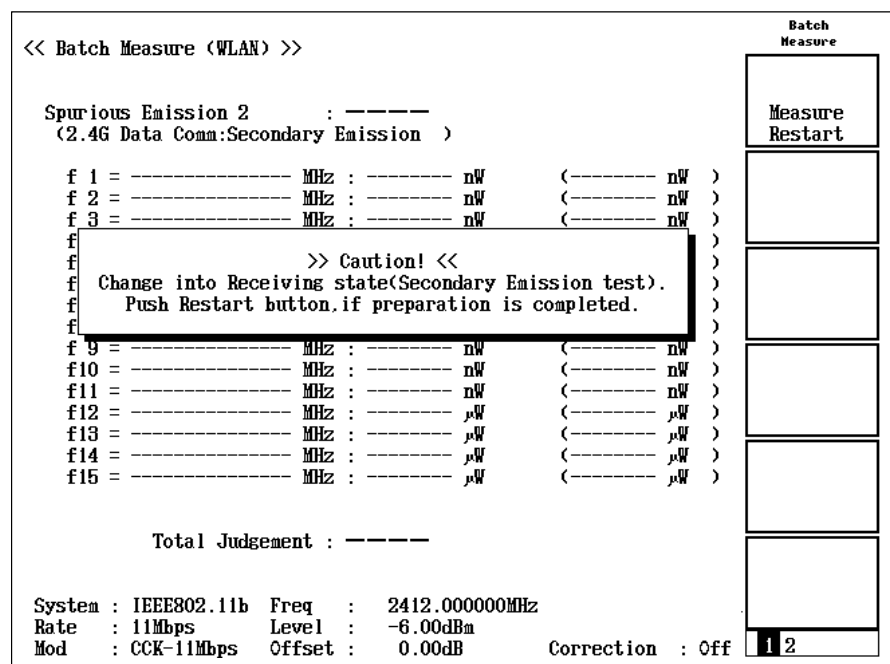 Batch
Measure
<< Batch Measure (WLAN) >>
Spurious Emission 2 : ————
(2.4G Data Comm:Secondary Emission )
Measure
Restart
f 1 = --------------- MHz : -------- nW (-------- nW )
f 2 = --------------- MHz : -------- nW (-------- nW )
f 3 = --------------- MHz : -------- nW (-------- nW )
f )
f )
f )
f )
f )
>> Caution! <<
Change into Receiving state(Secondary Emission test).
Push Restart button,if preparation is completed.
f 9 = --------------- MHz : -------- nW (-------- nW )
f10 = --------------- MHz : -------- nW (-------- nW )
f11 = --------------- MHz : -------- nW (-------- nW )
f12 = --------------- MHz : -------- μW (-------- μW )
f13 = --------------- MHz : -------- μW (-------- μW )
f14 = --------------- MHz : -------- μW (-------- μW )
f15 = --------------- MHz : -------- μW (-------- μW )
Total Judgement : ————
System : IEEE802.11b Freq : 2412.000000MHz
Rate : 11Mbps Level : -6.00dBm
Mod : CCK-11Mbps Offset : 0.00dB Correction : Off
1 2